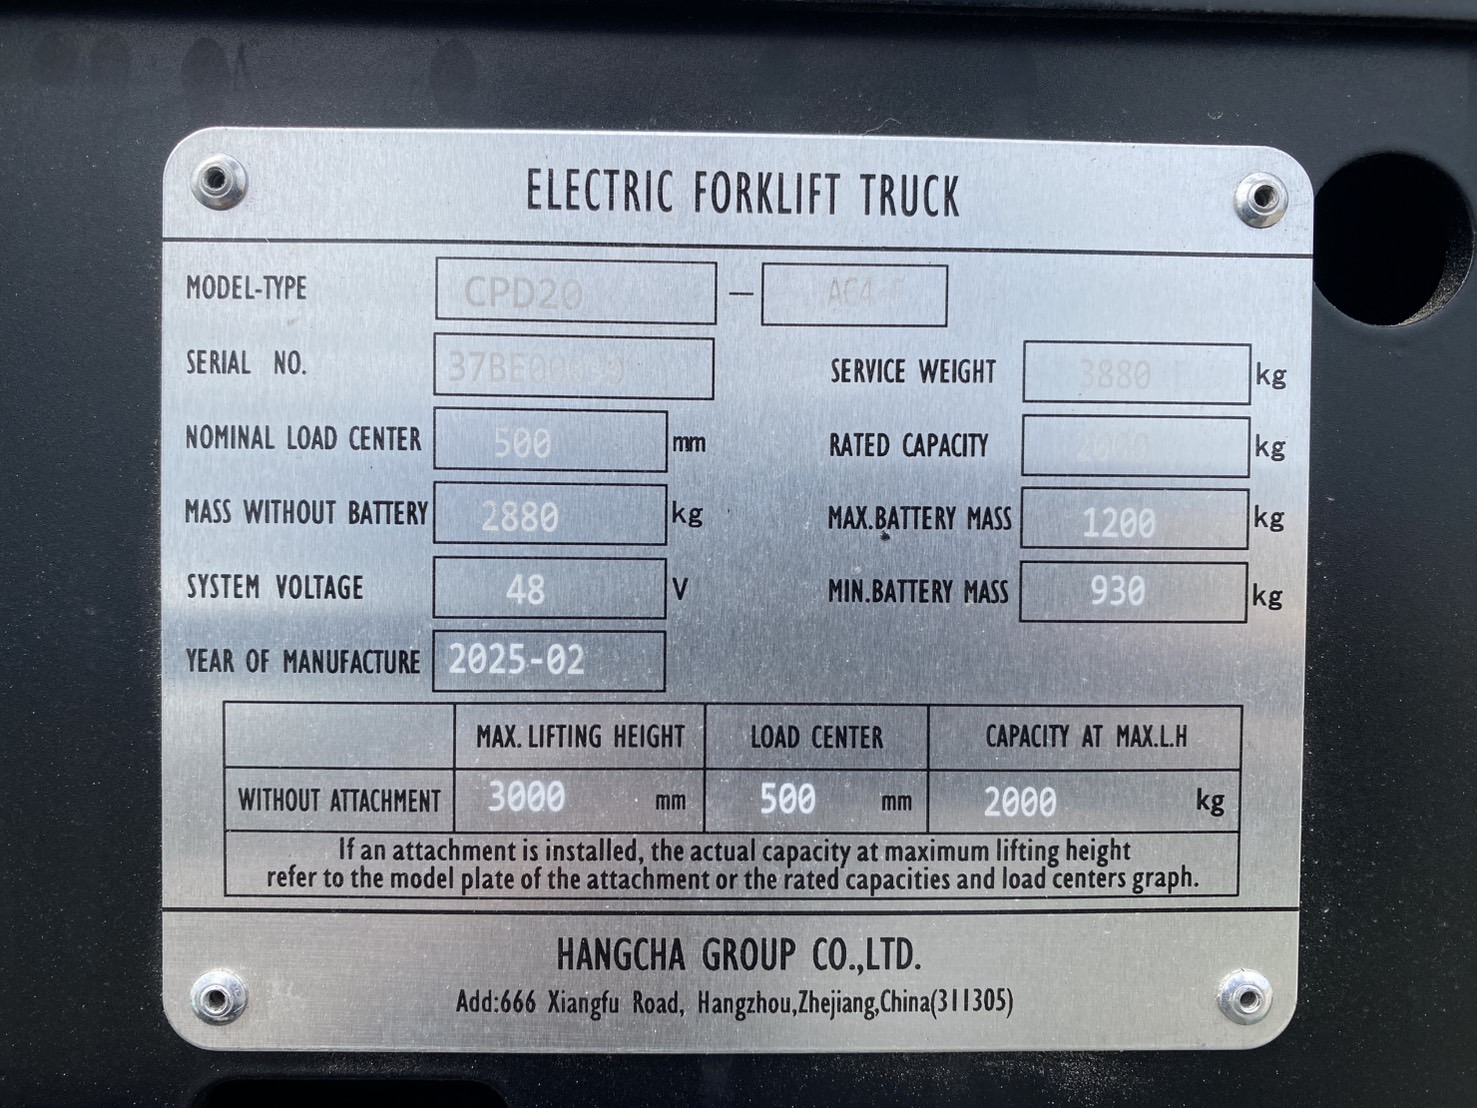 ELECTRIC FORKLIFT TRUCK
MODEL-TYPE CPD20 — AC4
SERIAL NO.
SERVICE WEIGHT 3880 kg
NOMINAL LOAD CENTER 500 mm
RATED CAPACITY kg
MASS WITHOUT BATTERY 2880 kg
MAX.BATTERY MASS 1200 kg
SYSTEM VOLTAGE 48 V
MIN.BATTERY MASS 930 kg
YEAR OF MANUFACTURE 2025-02
MAX. LIFTING HEIGHT LOAD CENTER CAPACITY AT MAX.L.H
WITHOUT ATTACHMENT 3000 mm 500 mm 2000 kg
If an attachment is installed, the actual capacity at maximum lifting height
refer to the model plate of the attachment or the rated capacities and load centers graph.
HANGCHA GROUP CO.,LTD.
Add:666 Xiangfu Road, Hangzhou,Zhejiang,China(311305)